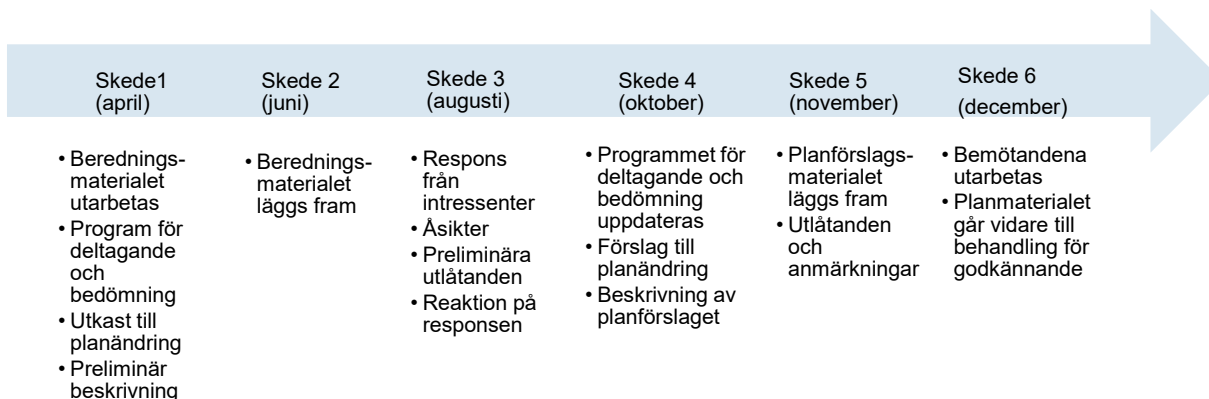 Skede1
(april)
• Berednings-
materialet
utarbetas
• Program för
deltagande
och
bedömning
• Utkast till
planändring
• Preliminär
beskrivning
Skede 2
(juni)
• Berednings-
materialet
läggs fram
Skede 3
(augusti)
• Respons
från
intressenter
• Åsikter
• Preliminära
utlåtanden
• Reaktion på
responsen
Skede 4
(oktober)
• Programmet för
deltagande och
bedömning
uppdateras
• Förslag till
planändring
• Beskrivning av
planförslaget
Skede 5
(november)
• Planförslags-
materialet
läggs fram
• Utlåtanden
och
anmärkningar
Skede 6
(december)
• Bemötandena
utarbetas
• Planmaterialet
går vidare till
behandling för
godkännande